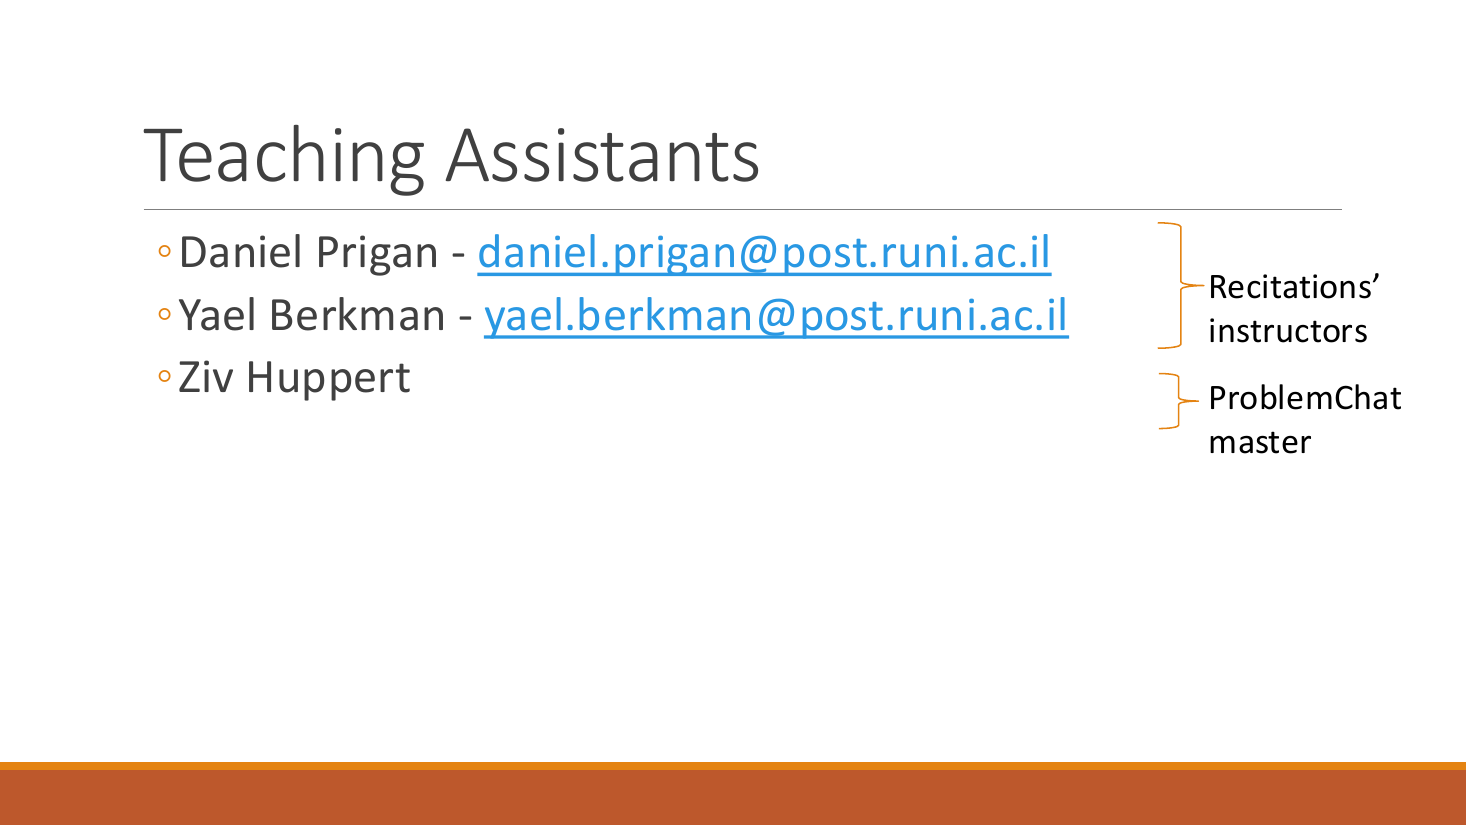 Teaching Assistants
◦Daniel Prigan - daniel.prigan@post.runi.ac.il
◦Yael Berkman - yael.berkman@post.runi.ac.il
◦Ziv Huppert
Recitations’
instructors
ProblemChat
master